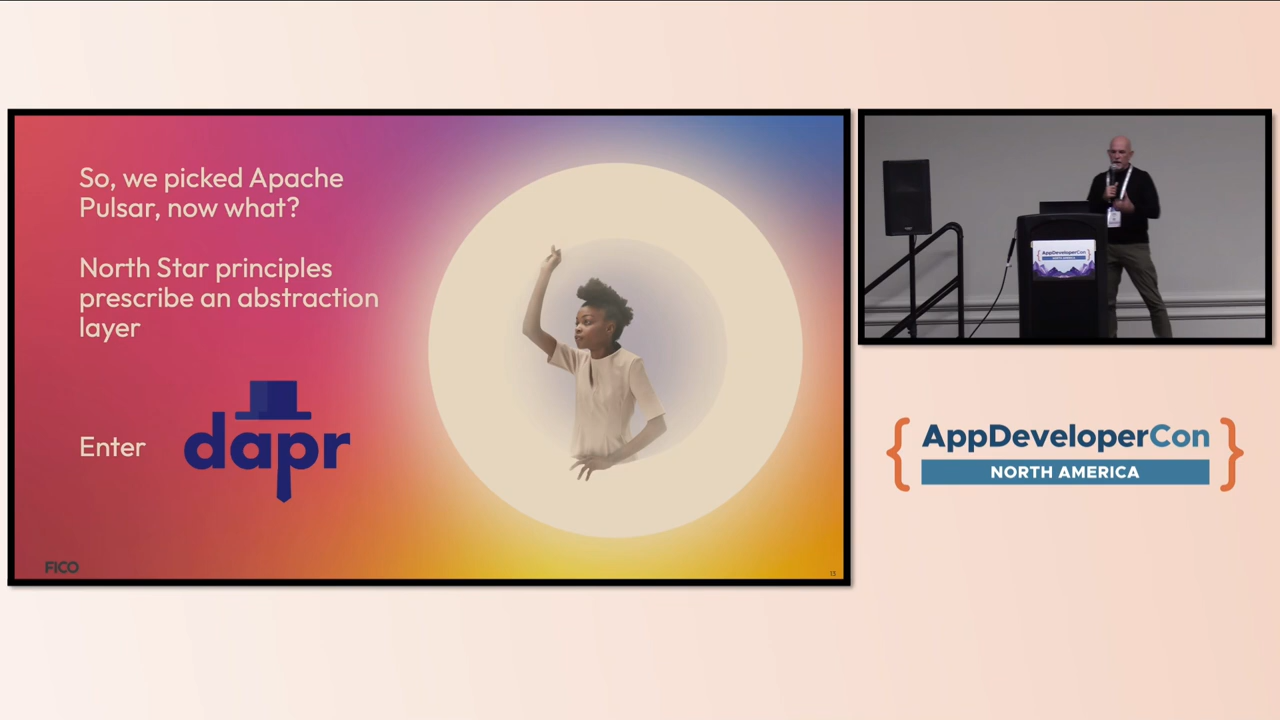 So, we picked Apache
Pulsar, now what?
North Star principles
prescribe an abstraction
layer
Enter
dapr
FICO
13
AppDeveloperCon
AppDeveloperCon
NORTH AMERICA